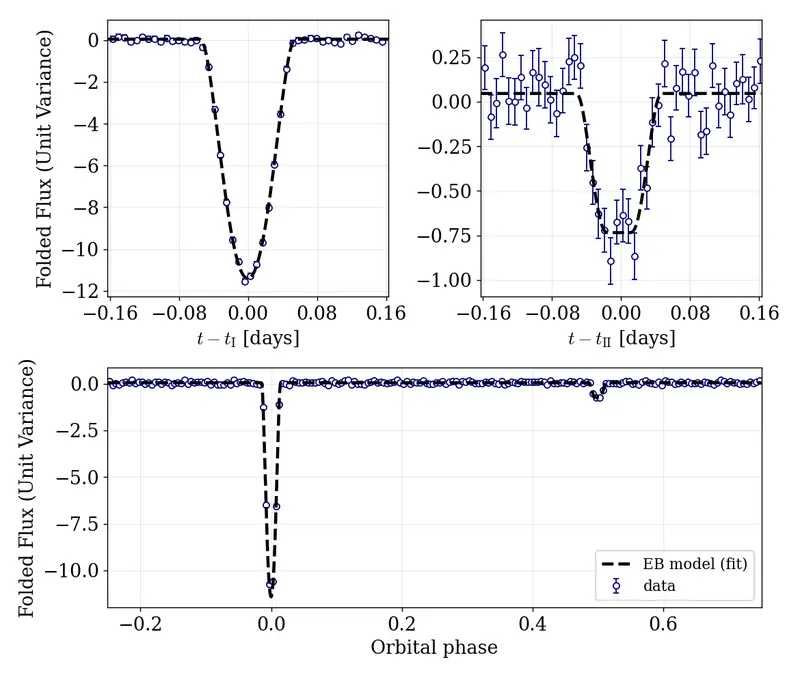 Folded Flux (Unit Variance)
0
−2
−4
−6
−8
−10
−12
−0.16 −0.08 0.00 0.08 0.16
t − tI [days]
0.25
0.00
−0.25
−0.50
−0.75
−1.00
−0.16 −0.08 0.00 0.08 0.16
t − tII [days]
Folded Flux (Unit Variance)
0.0
−2.5
−5.0
−7.5
−10.0
EB model (fit)
data
−0.2 0.0 0.2 0.4 0.6
Orbital phase